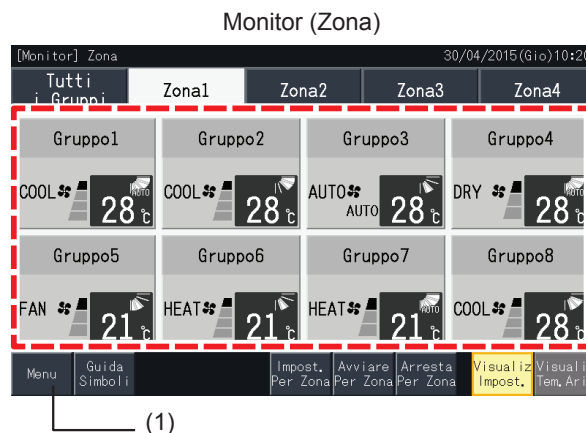 Monitor (Zona)
[Monitor] Zona 30/04/2015(Gio)10:20
Tutti
i Gruppi Zona1 Zona2 Zona3 Zona4
Gruppo1 Gruppo2 Gruppo3 Gruppo4
COOL AUTO 28 °C COOL 28 °C AUTO AUTO 28 °C DRY AUTO 28 °C
Gruppo5 Gruppo6 Gruppo7 Gruppo8
FAN 21 °C HEAT 21 °C HEAT AUTO 21 °C COOL 28 °C
Menu Guida Impost. Avviare Arresta Visualiz Visuali
Simboli Per Zona Per Zona Per Zona Impost. Tem.Ari
(1)